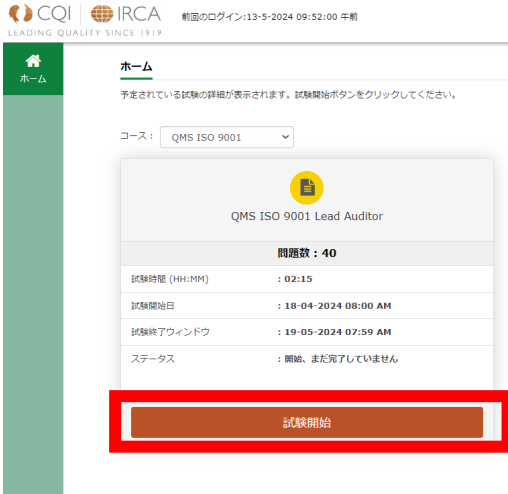 CQI IRCA 前回のログイン:13-5-2024 09:52:00 午前
LEADING QUALITY SINCE 1919
ホーム
ホーム
予定されている試験の詳細が表示されます。試験開始ボタンをクリックしてください。
コース： QMS ISO 9001
QMS ISO 9001 Lead Auditor
問題数 : 40
試験時間 (HH:MM) : 02:15
試験開始日 : 18-04-2024 08:00 AM
試験終了ウィンドウ : 19-05-2024 07:59 AM
ステータス : 開始、まだ完了していません
試験開始